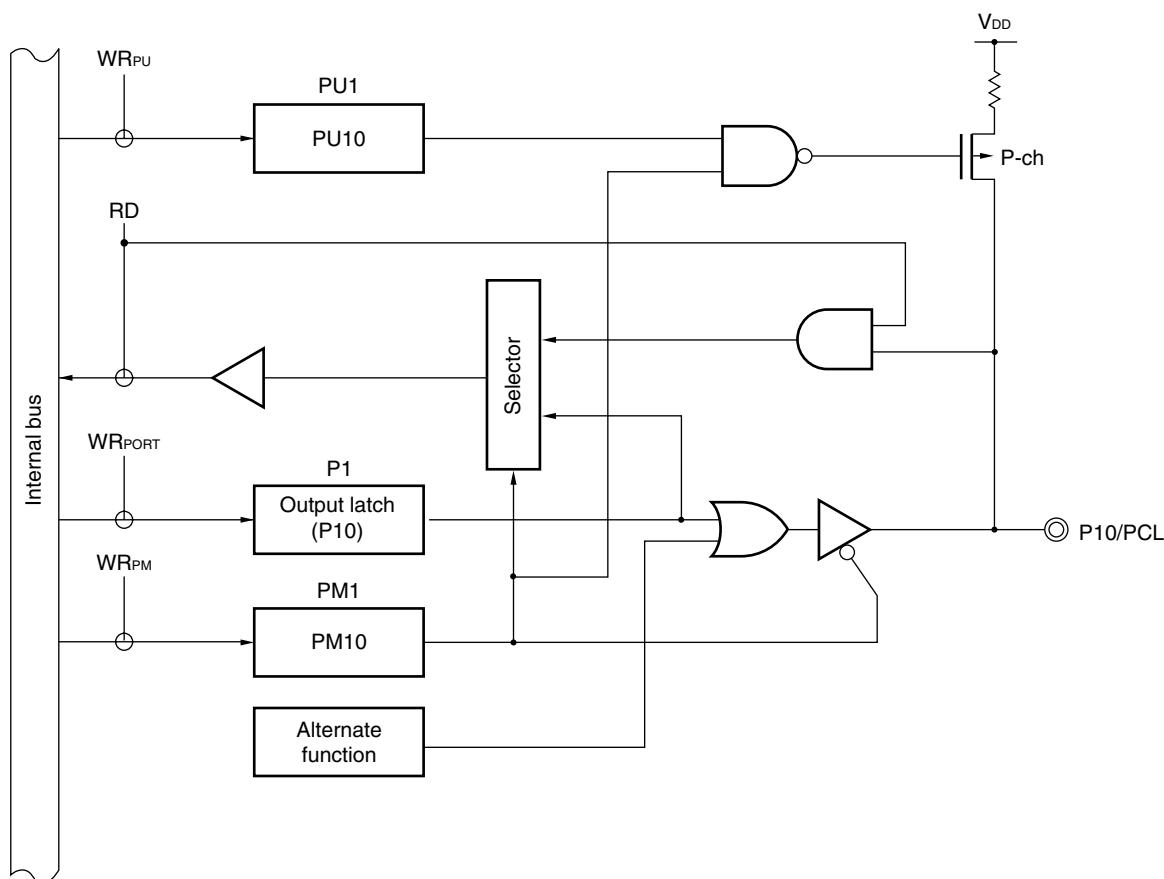 VDD
WRPU
PU1
PU10
P-ch
RD
Selector
Internal bus
WRPORT
P1
Output latch
(P10)
P10/PCL
WRPM
PM1
PM10
Alternate
function